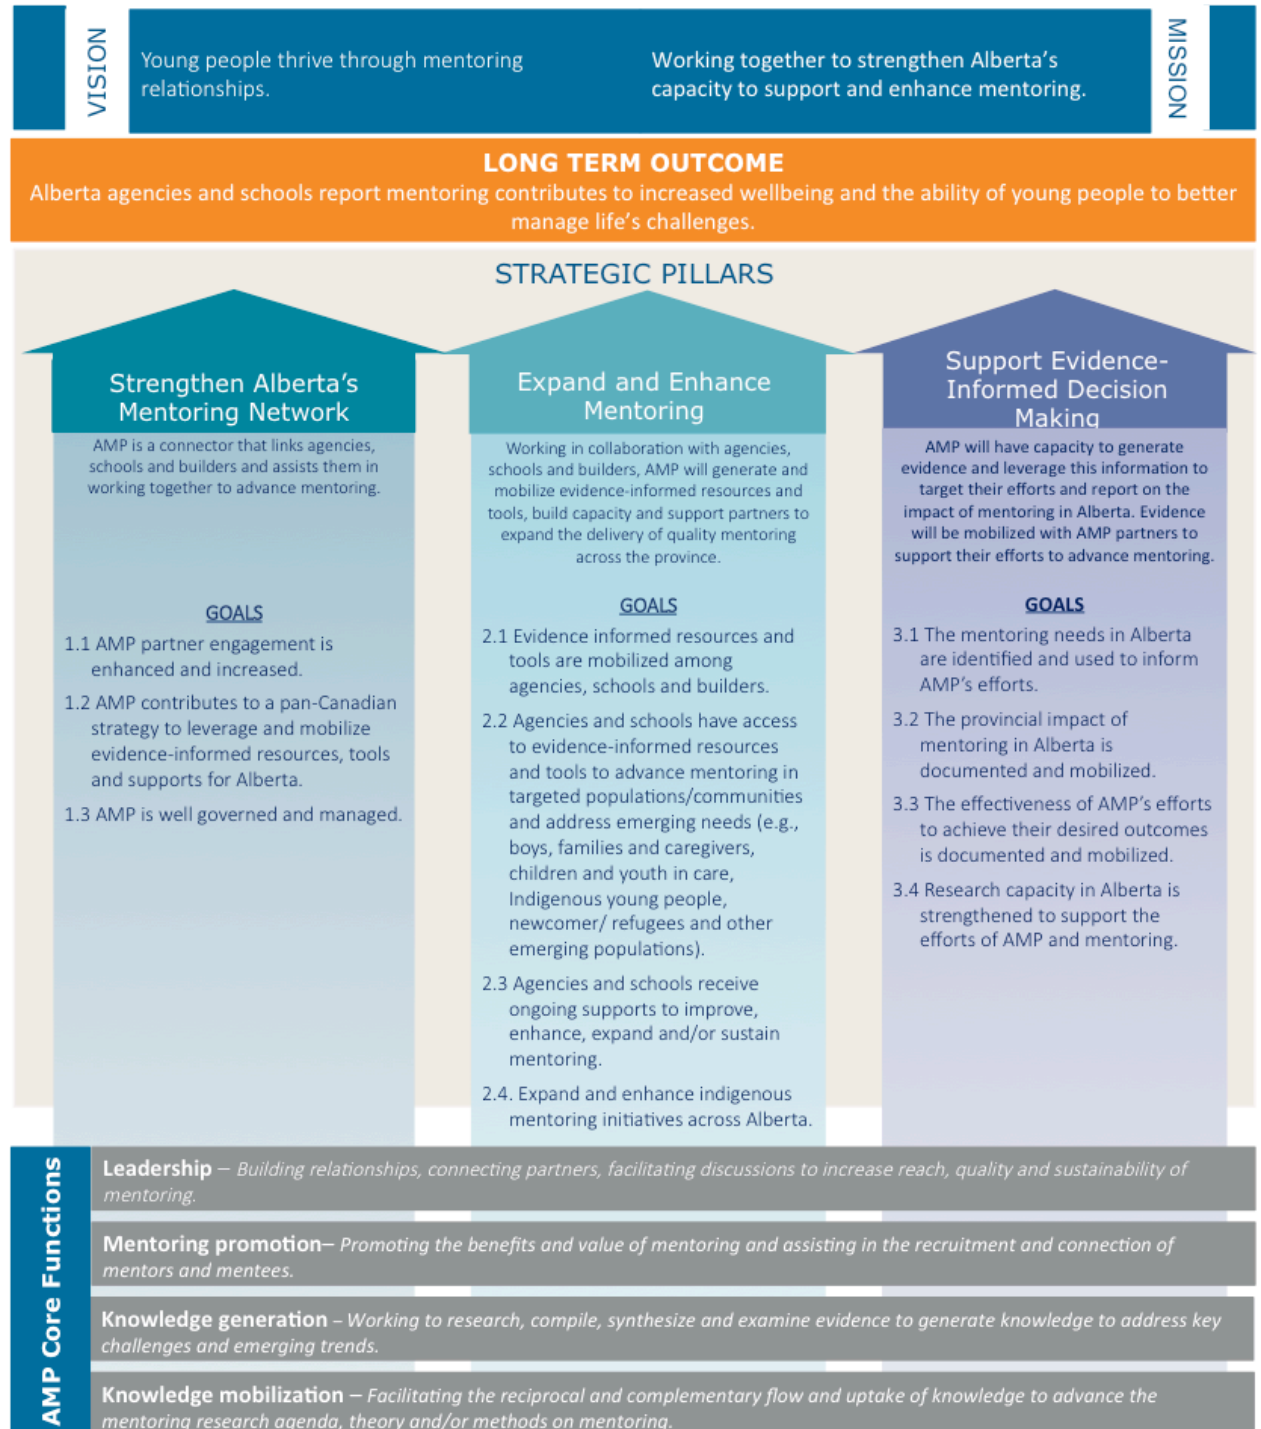 VISION
Young people thrive through mentoring
relationships.
Working together to strengthen Alberta's
capacity to support and enhance mentoring.
MISSION
LONG TERM OUTCOME
Alberta agencies and schools report mentoring contributes to increased wellbeing and the ability of young people to better
manage life's challenges.
STRATEGIC PILLARS
Strengthen Alberta's
Mentoring Network
AMP is a connector that links agencies,
schools and builders and assists them in
working together to advance mentoring.
GOALS
1.1 AMP partner engagement is
enhanced and increased.
1.2 AMP contributes to a pan-Canadian
strategy to leverage and mobilize
evidence-informed resources, tools
and supports for Alberta.
1.3 AMP is well governed and managed.
Expand and Enhance
Mentoring
Working in collaboration with agencies,
schools and builders, AMP will generate and
mobilize evidence-informed resources and
tools, build capacity and support partners to
expand the delivery of quality mentoring
across the province.
GOALS
2.1 Evidence informed resources and
tools are mobilized among
agencies, schools and builders.
2.2 Agencies and schools have access
to evidence-informed resources
and tools to advance mentoring in
targeted populations/communities
and address emerging needs (e.g.,
boys, families and caregivers,
children and youth in care,
Indigenous young people,
newcomer/ refugees and other
emerging populations).
2.3 Agencies and schools receive
ongoing supports to improve,
enhance, expand and/or sustain
mentoring.
2.4. Expand and enhance indigenous
mentoring initiatives across Alberta.
Support Evidence-
Informed Decision
Making
AMP will have capacity to generate
evidence and leverage this information to
target their efforts and report on the
impact of mentoring in Alberta. Evidence
will be mobilized with AMP partners to
support their efforts to advance mentoring.
GOALS
3.1 The mentoring needs in Alberta
are identified and used to inform
AMP's efforts.
3.2 The provincial impact of
mentoring in Alberta is
documented and mobilized.
3.3 The effectiveness of AMP's efforts
to achieve their desired outcomes
is documented and mobilized.
3.4 Research capacity in Alberta is
strengthened to support the
efforts of AMP and mentoring.
AMP Core Functions
Leadership – Building relationships, connecting partners, facilitating discussions to increase reach, quality and sustainability of
mentoring.
Mentoring promotion– Promoting the benefits and value of mentoring and assisting in the recruitment and connection of
mentors and mentees.
Knowledge generation – Working to research, compile, synthesize and examine evidence to generate knowledge to address key
challenges and emerging trends.
Knowledge mobilization – Facilitating the reciprocal and complementary flow and uptake of knowledge to advance the
mentoring research agenda, theory and/or methods on mentoring.